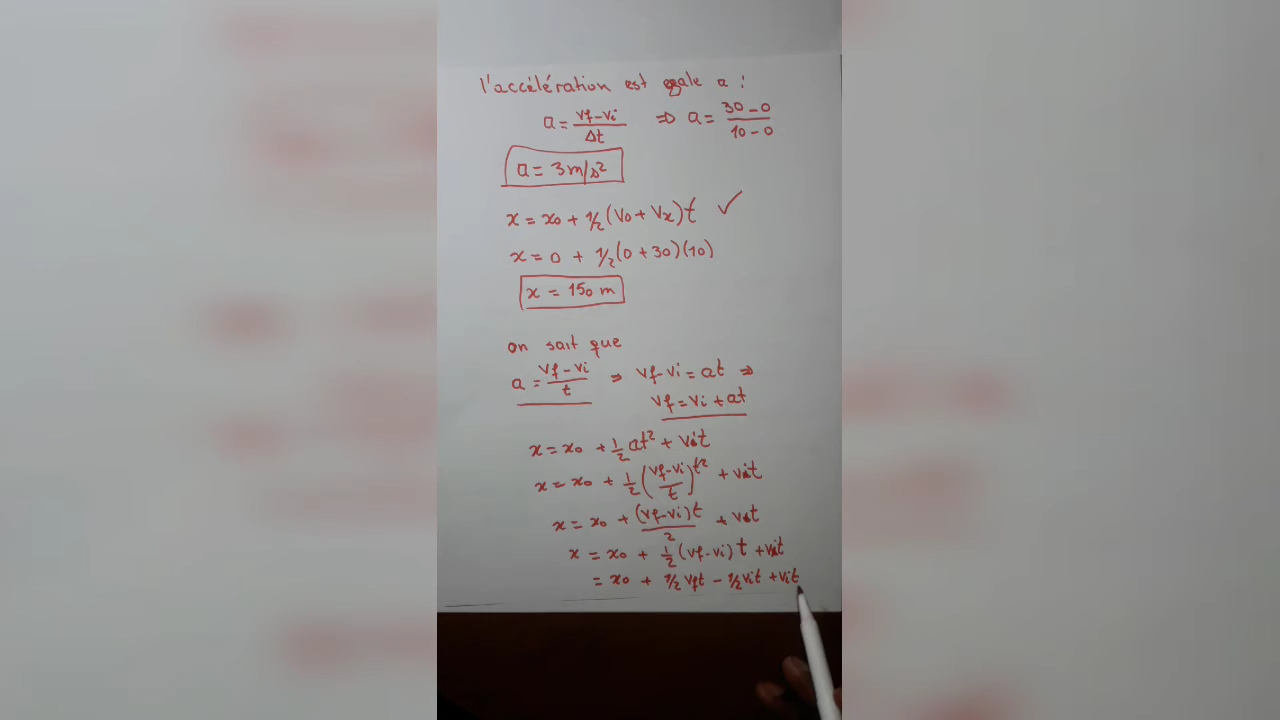 l'accélération est egale a :
a = vf-vi/Δt ⇒ a = 30-0/10-0
a = 3m/s²
x = x0 + 1/2(V0 + Vx)t ✓
x = 0 + 1/2(0 + 30)(10)
x = 150 m
on sait que
a = vf-vi/t ⇒ vf-vi = at ⇒
vf = vi + at
x = x0 + 1/2 at² + vit
x = x0 + 1/2 (vf-vi/t)t² + vit
x = x0 + (vf-vi)t/2 + vit
x = x0 + 1/2 (vf-vi) t + vit
= x0 + 1/2 vft - 1/2 vit + vit